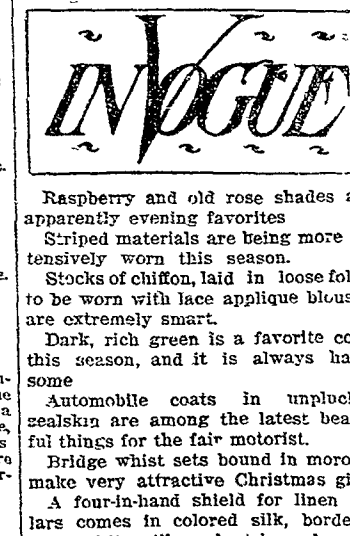 IN VOGUE
Raspberry and old rose shades a
apparently evening favorites
Striped materials are being more
tensively worn this season.
Stocks of chiffon, laid in loose fol
to be worn with lace applique blous
are extremely smart.
Dark, rich green is a favorite co
this season, and it is always ha
some
Automobile coats in unpluc
sealskin are among the latest bea
ful things for the fair motorist.
Bridge whist sets bound in moro
make very attractive Christmas gi
A four-in-hand shield for linen
lars comes in colored silk, borde